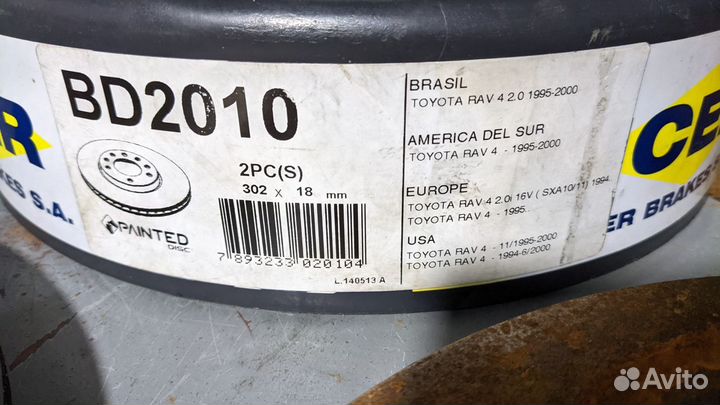 BD2010
2PC(S)
302 x 18 mm
PAINTED
DISC
7 893233 020104
L.140513 A
BRASIL
TOYOTA RAV 4 2.0 1995-2000
AMERICA DEL SUR
TOYOTA RAV 4 - 1995-2000
EUROPE
TOYOTA RAV 4 2.0i 16V ( SXA10/11) 1994..
TOYOTA RAV 4 - 1995..
USA
TOYOTA RAV 4 - 11/1995-2000
TOYOTA RAV 4 - 1994-6/2000
ER
KES S.A.
CE
ER BRAKES
Avito